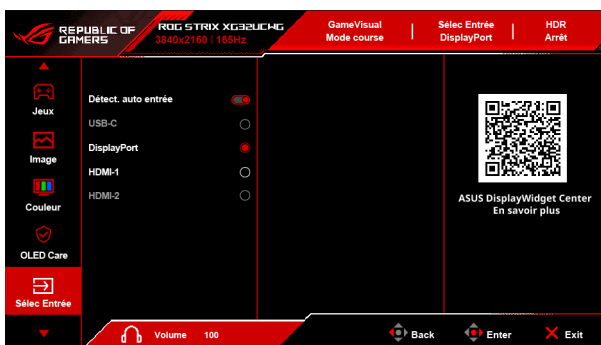 REPUBLIC OF
GAMERS
ROG STRIX XG32UCWG
3840x2160 | 165Hz
GameVisual
Mode course
Sélec Entrée
DisplayPort
HDR
Arrêt
Jeux
Image
Couleur
OLED Care
Sélec Entrée
Détect. auto entrée
USB-C
DisplayPort
HDMI-1
HDMI-2
ASUS DisplayWidget Center
En savoir plus
Volume 100
Back
Enter
Exit